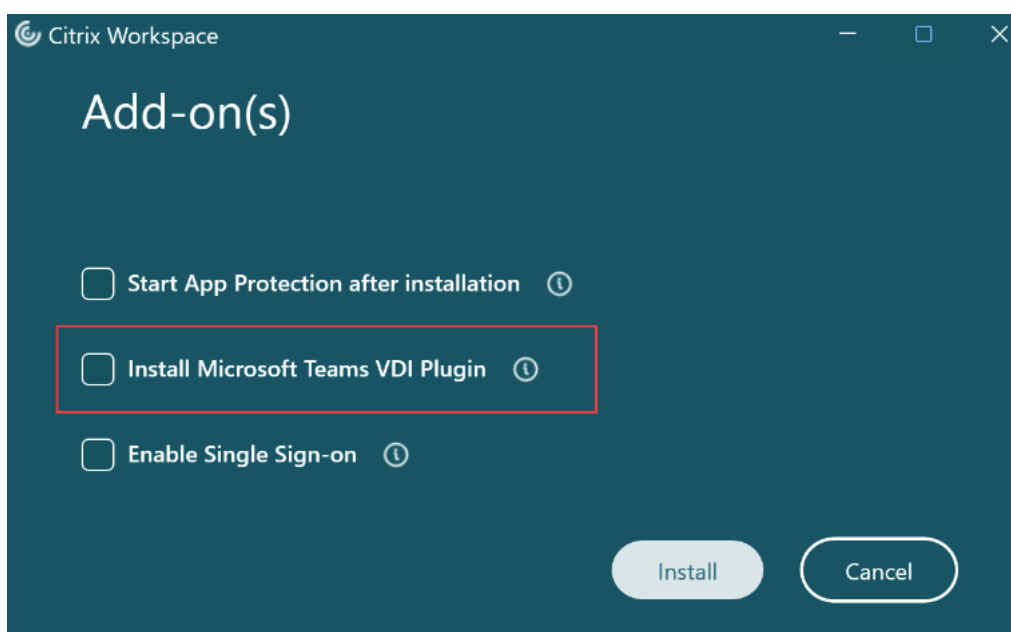 Citrix Workspace
Add-on(s)
Start App Protection after installation
Install Microsoft Teams VDI Plugin
Enable Single Sign-on
Install Cancel